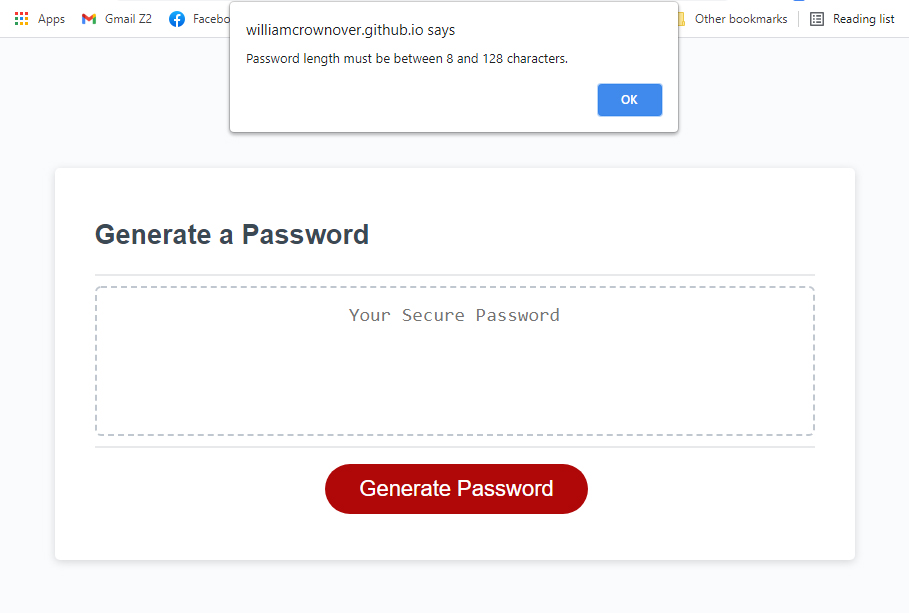 Apps Gmail Z2 Facebo Other bookmarks Reading list
williamcrownover.github.io says
Password length must be between 8 and 128 characters.
OK
Generate a Password
Your Secure Password
Generate Password